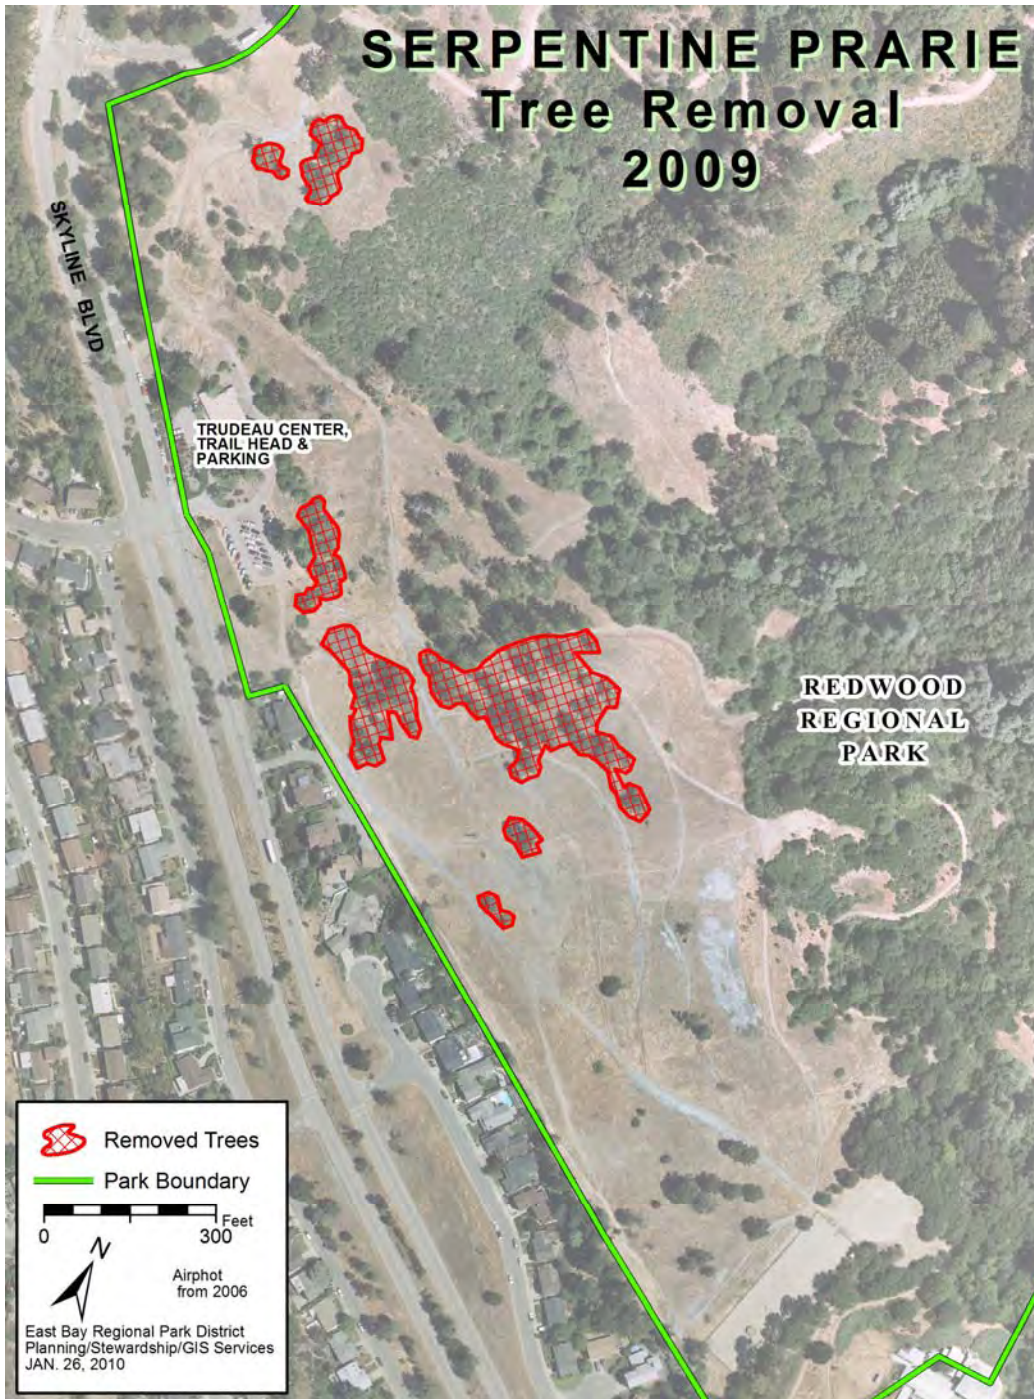 SERPENTINE PRARIE
Tree Removal
2009
SKYLINE BLVD
TRUDEAU CENTER,
TRAIL HEAD &
PARKING
REDWOOD
REGIONAL
PARK
Removed Trees
Park Boundary
Feet
0 300
N
Airphot
from 2006
East Bay Regional Park District
Planning/Stewardship/GIS Services
JAN. 26, 2010